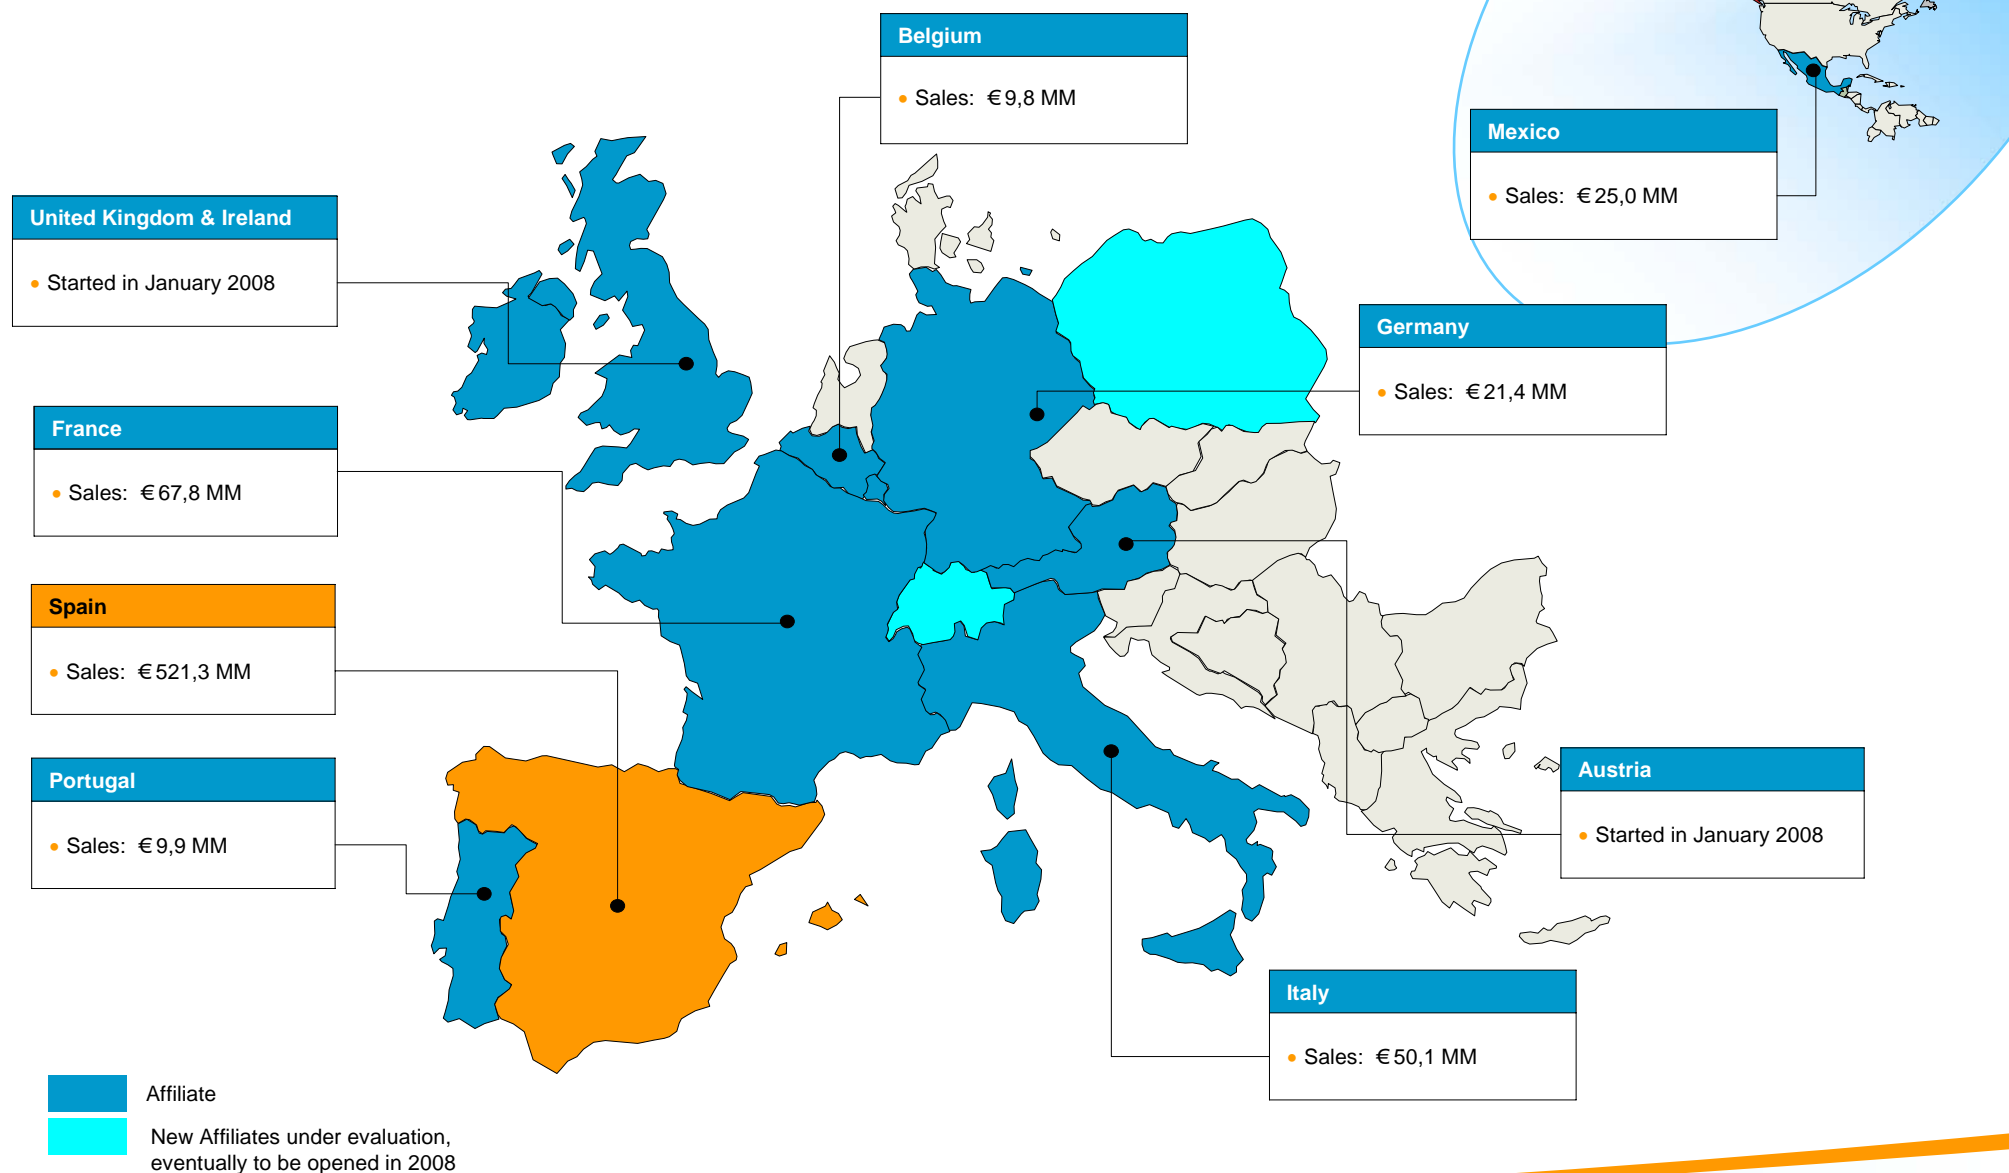 Belgium
• Sales: €9,8 MM
Mexico
• Sales: €25,0 MM
United Kingdom & Ireland
• Started in January 2008
Germany
• Sales: €21,4 MM
France
• Sales: €67,8 MM
Spain
• Sales: €521,3 MM
Portugal
• Sales: €9,9 MM
Austria
• Started in January 2008
Italy
• Sales: €50,1 MM
Affiliate
New Affiliates under evaluation,
eventually to be opened in 2008